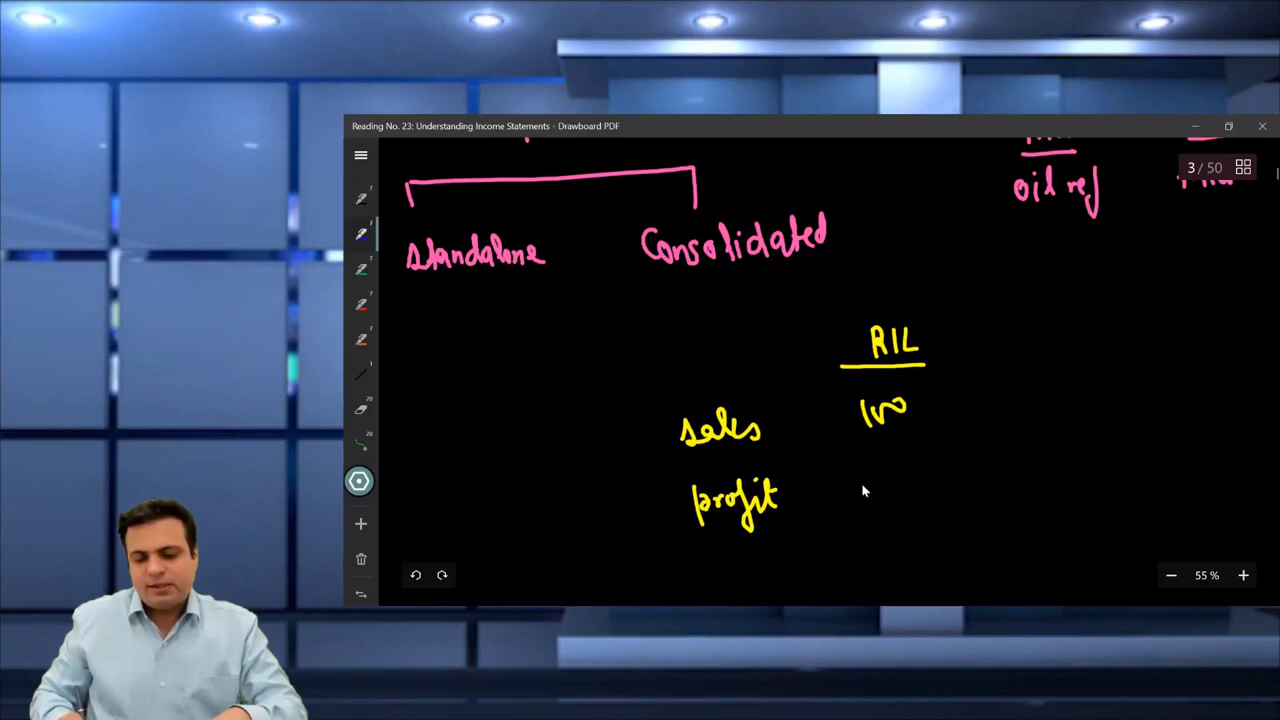 Reading No. 23: Understanding Income Statements - Drawboard PDF
3 / 50
oil ref
Standalone
Consolidated
RIL
Sales 100
profit
55 %